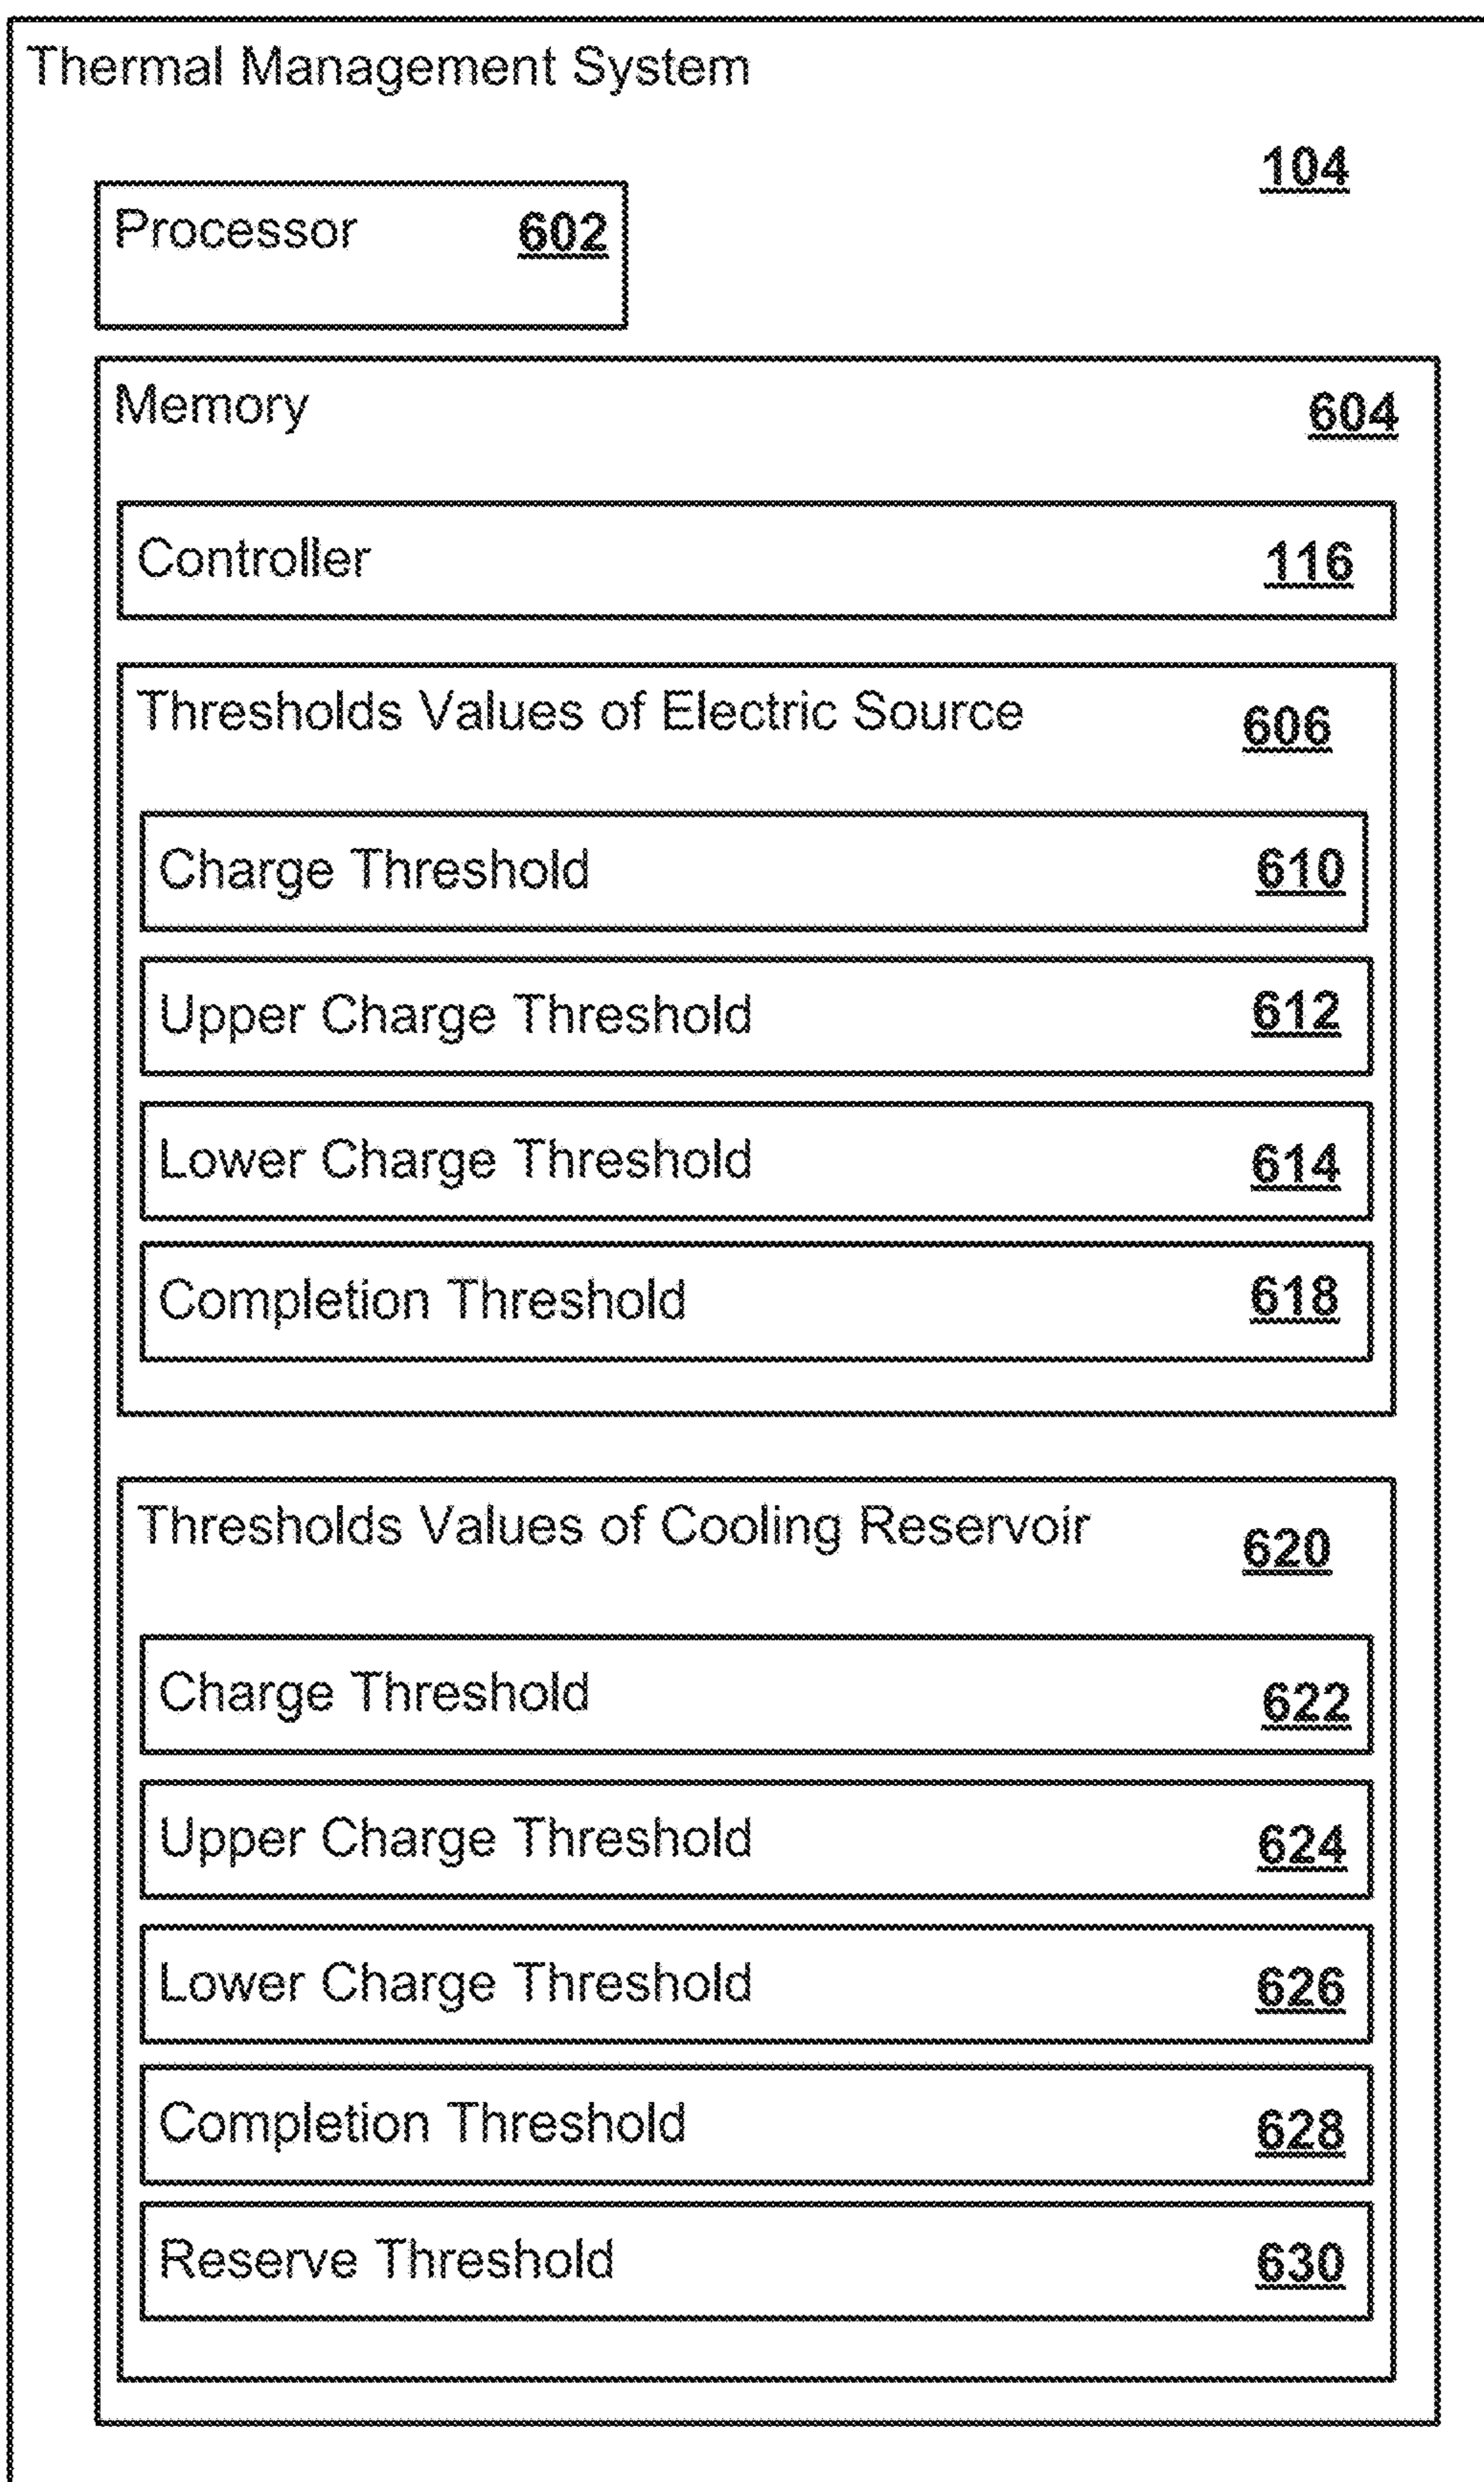 Thermal Management System
104
Processor 602
Memory 604
Controller 116
Thresholds Values of Electric Source 606
Charge Threshold 610
Upper Charge Threshold 612
Lower Charge Threshold 614
Completion Threshold 618
Thresholds Values of Cooling Reservoir 620
Charge Threshold 622
Upper Charge Threshold 624
Lower Charge Threshold 626
Completion Threshold 628
Reserve Threshold 630